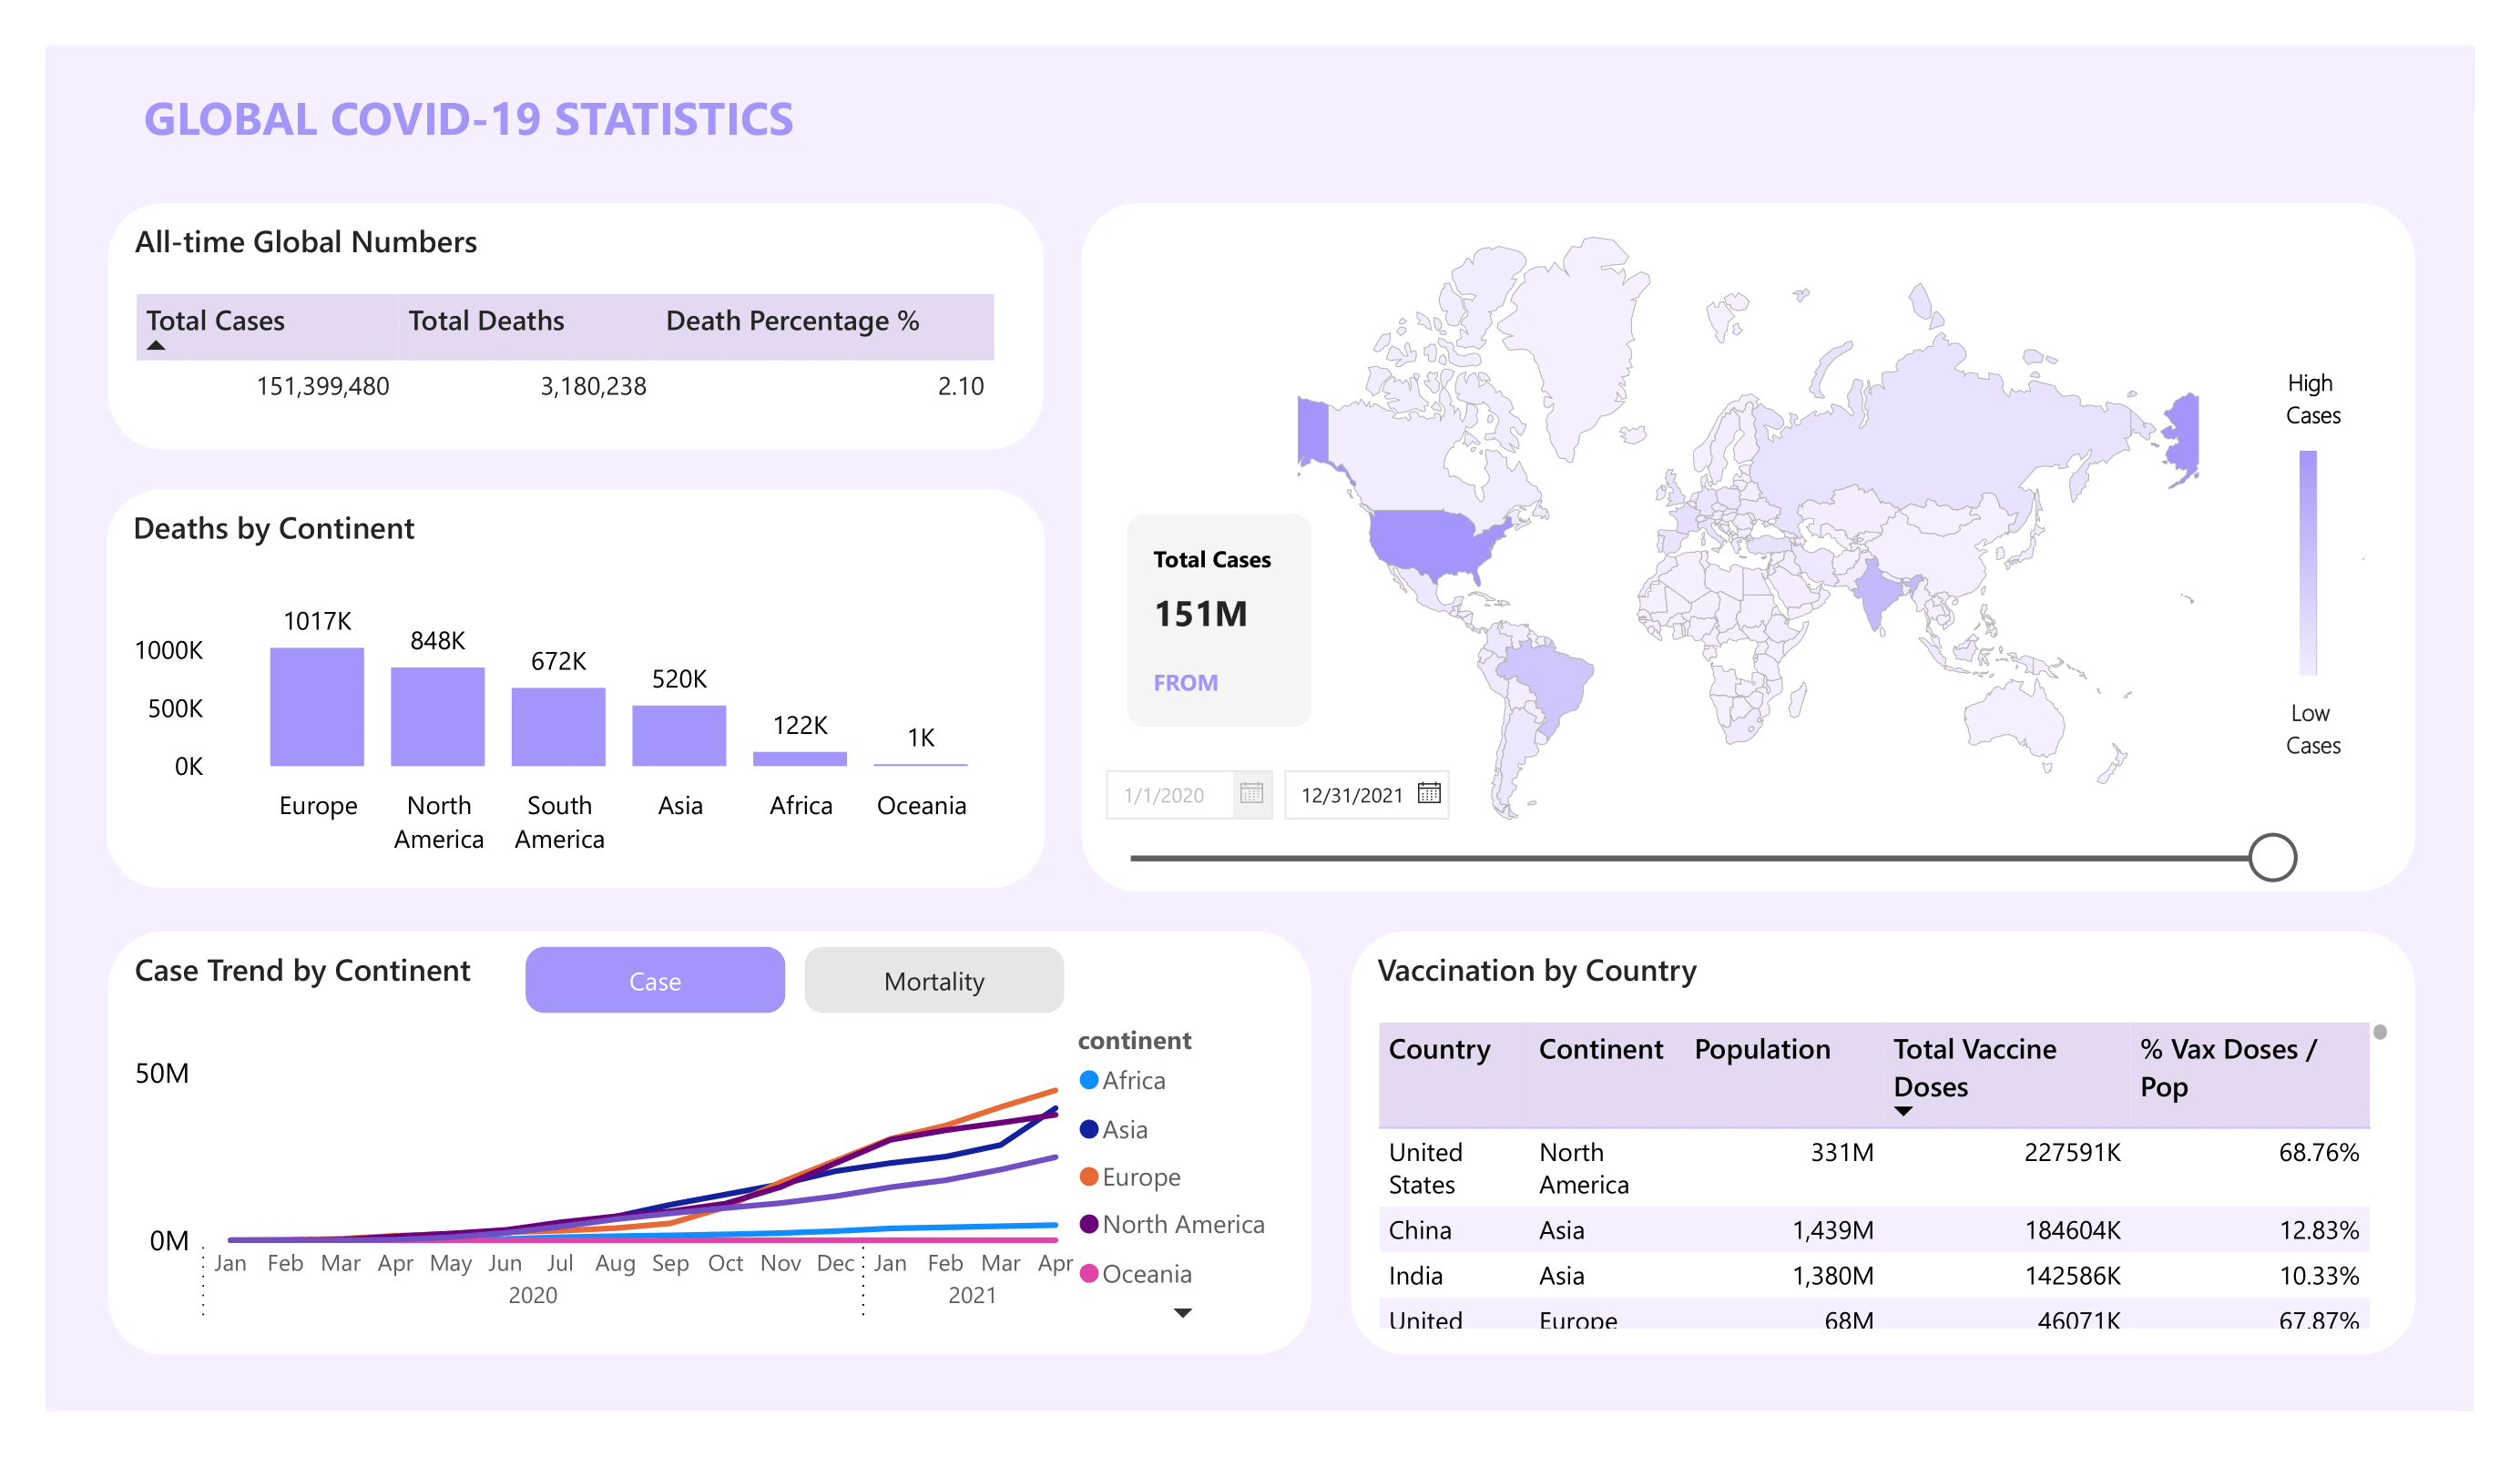 GLOBAL COVID-19 STATISTICS
All-time Global Numbers
Total Cases Total Deaths Death Percentage %
151,399,480 3,180,238 2.10
Deaths by Continent
1000K
500K
0K
1017K
848K
672K
520K
122K
1K
Europe
North
America
South
America
Asia
Africa
Oceania
High
Cases
Low
Cases
Total Cases
151M
FROM
1/1/2020
12/31/2021
Case Trend by Continent
Case
Mortality
50M
0M
Jan Feb Mar Apr May Jun Jul Aug Sep Oct Nov Dec Jan Feb Mar Apr
2020 2021
continent
Africa
Asia
Europe
North America
Oceania
Vaccination by Country
Country Continent Population Total Vaccine % Vax Doses /
Doses Pop
United North 331M 227591K 68.76%
States America
China Asia 1,439M 184604K 12.83%
India Asia 1,380M 142586K 10.33%
United Europe 68M 46071K 67.87%